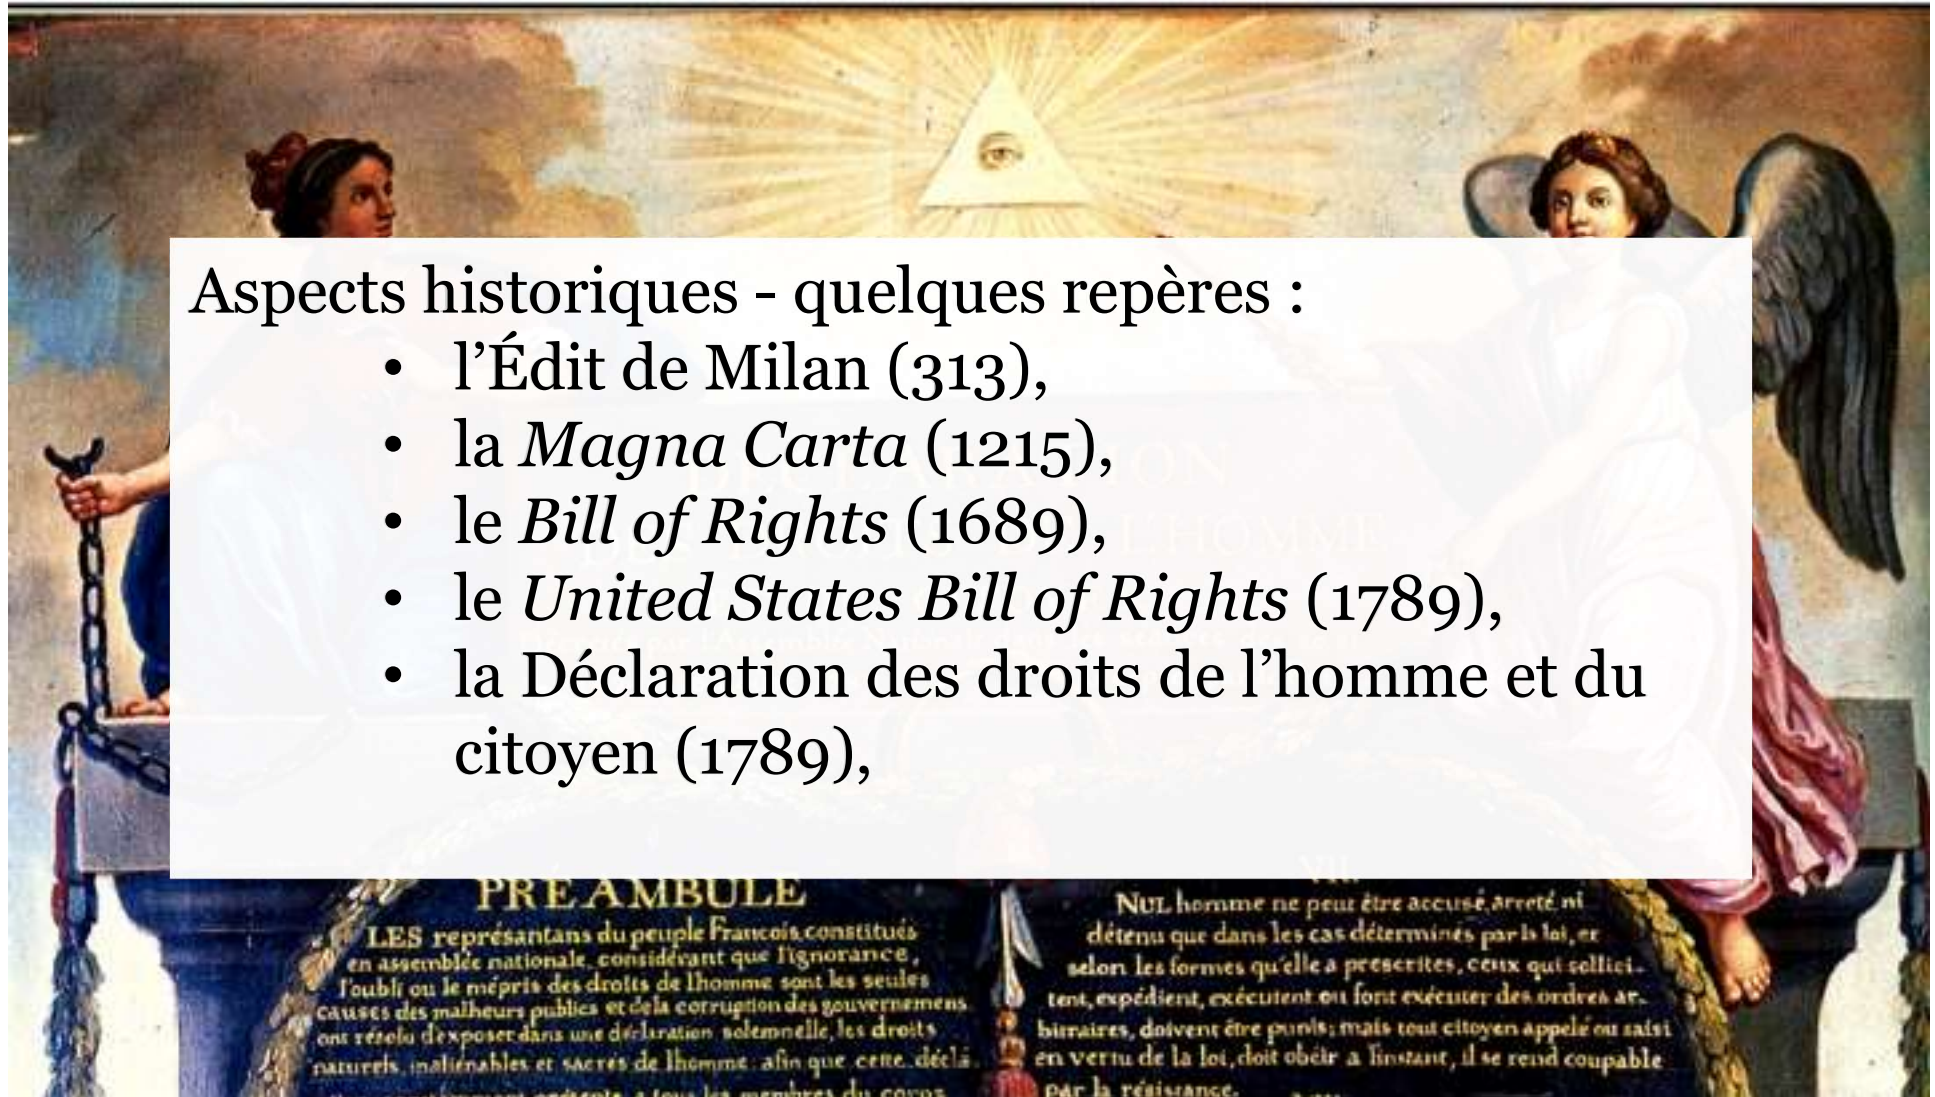 Aspects historiques - quelques repères :
• l’Édit de Milan (313),
• la Magna Carta (1215),
• le Bill of Rights (1689),
• le United States Bill of Rights (1789),
• la Déclaration des droits de l’homme et du
citoyen (1789),
PRÉAMBULE
LES représantans du peuple Francois, constitués
en assemblée nationale, considérant que l'ignorance,
l'oubli ou le mépris des droits de lhomme sont les seules
causes des malheurs publics et de la corruption des gouvernemens
ont résolu d'exposer dans une déclaration solemnelle, les droits
naturels, inaliénables et sacrés de lhomme: afin que cette décla-
VII.
NUL homme ne peut être accusé, arreté ni
détenu que dans les cas déterminés par la loi, et
selon les formes qu'elle a prescrites, ceux qui sollici-
tent, expédient, exécutent ou font exécuter des ordres ar-
bitraires, doivent être punis; mais tout citoyen appelé ou saisi
en vertu de la loi, doit obéir a linstant, il se rend coupable
par la résistance.